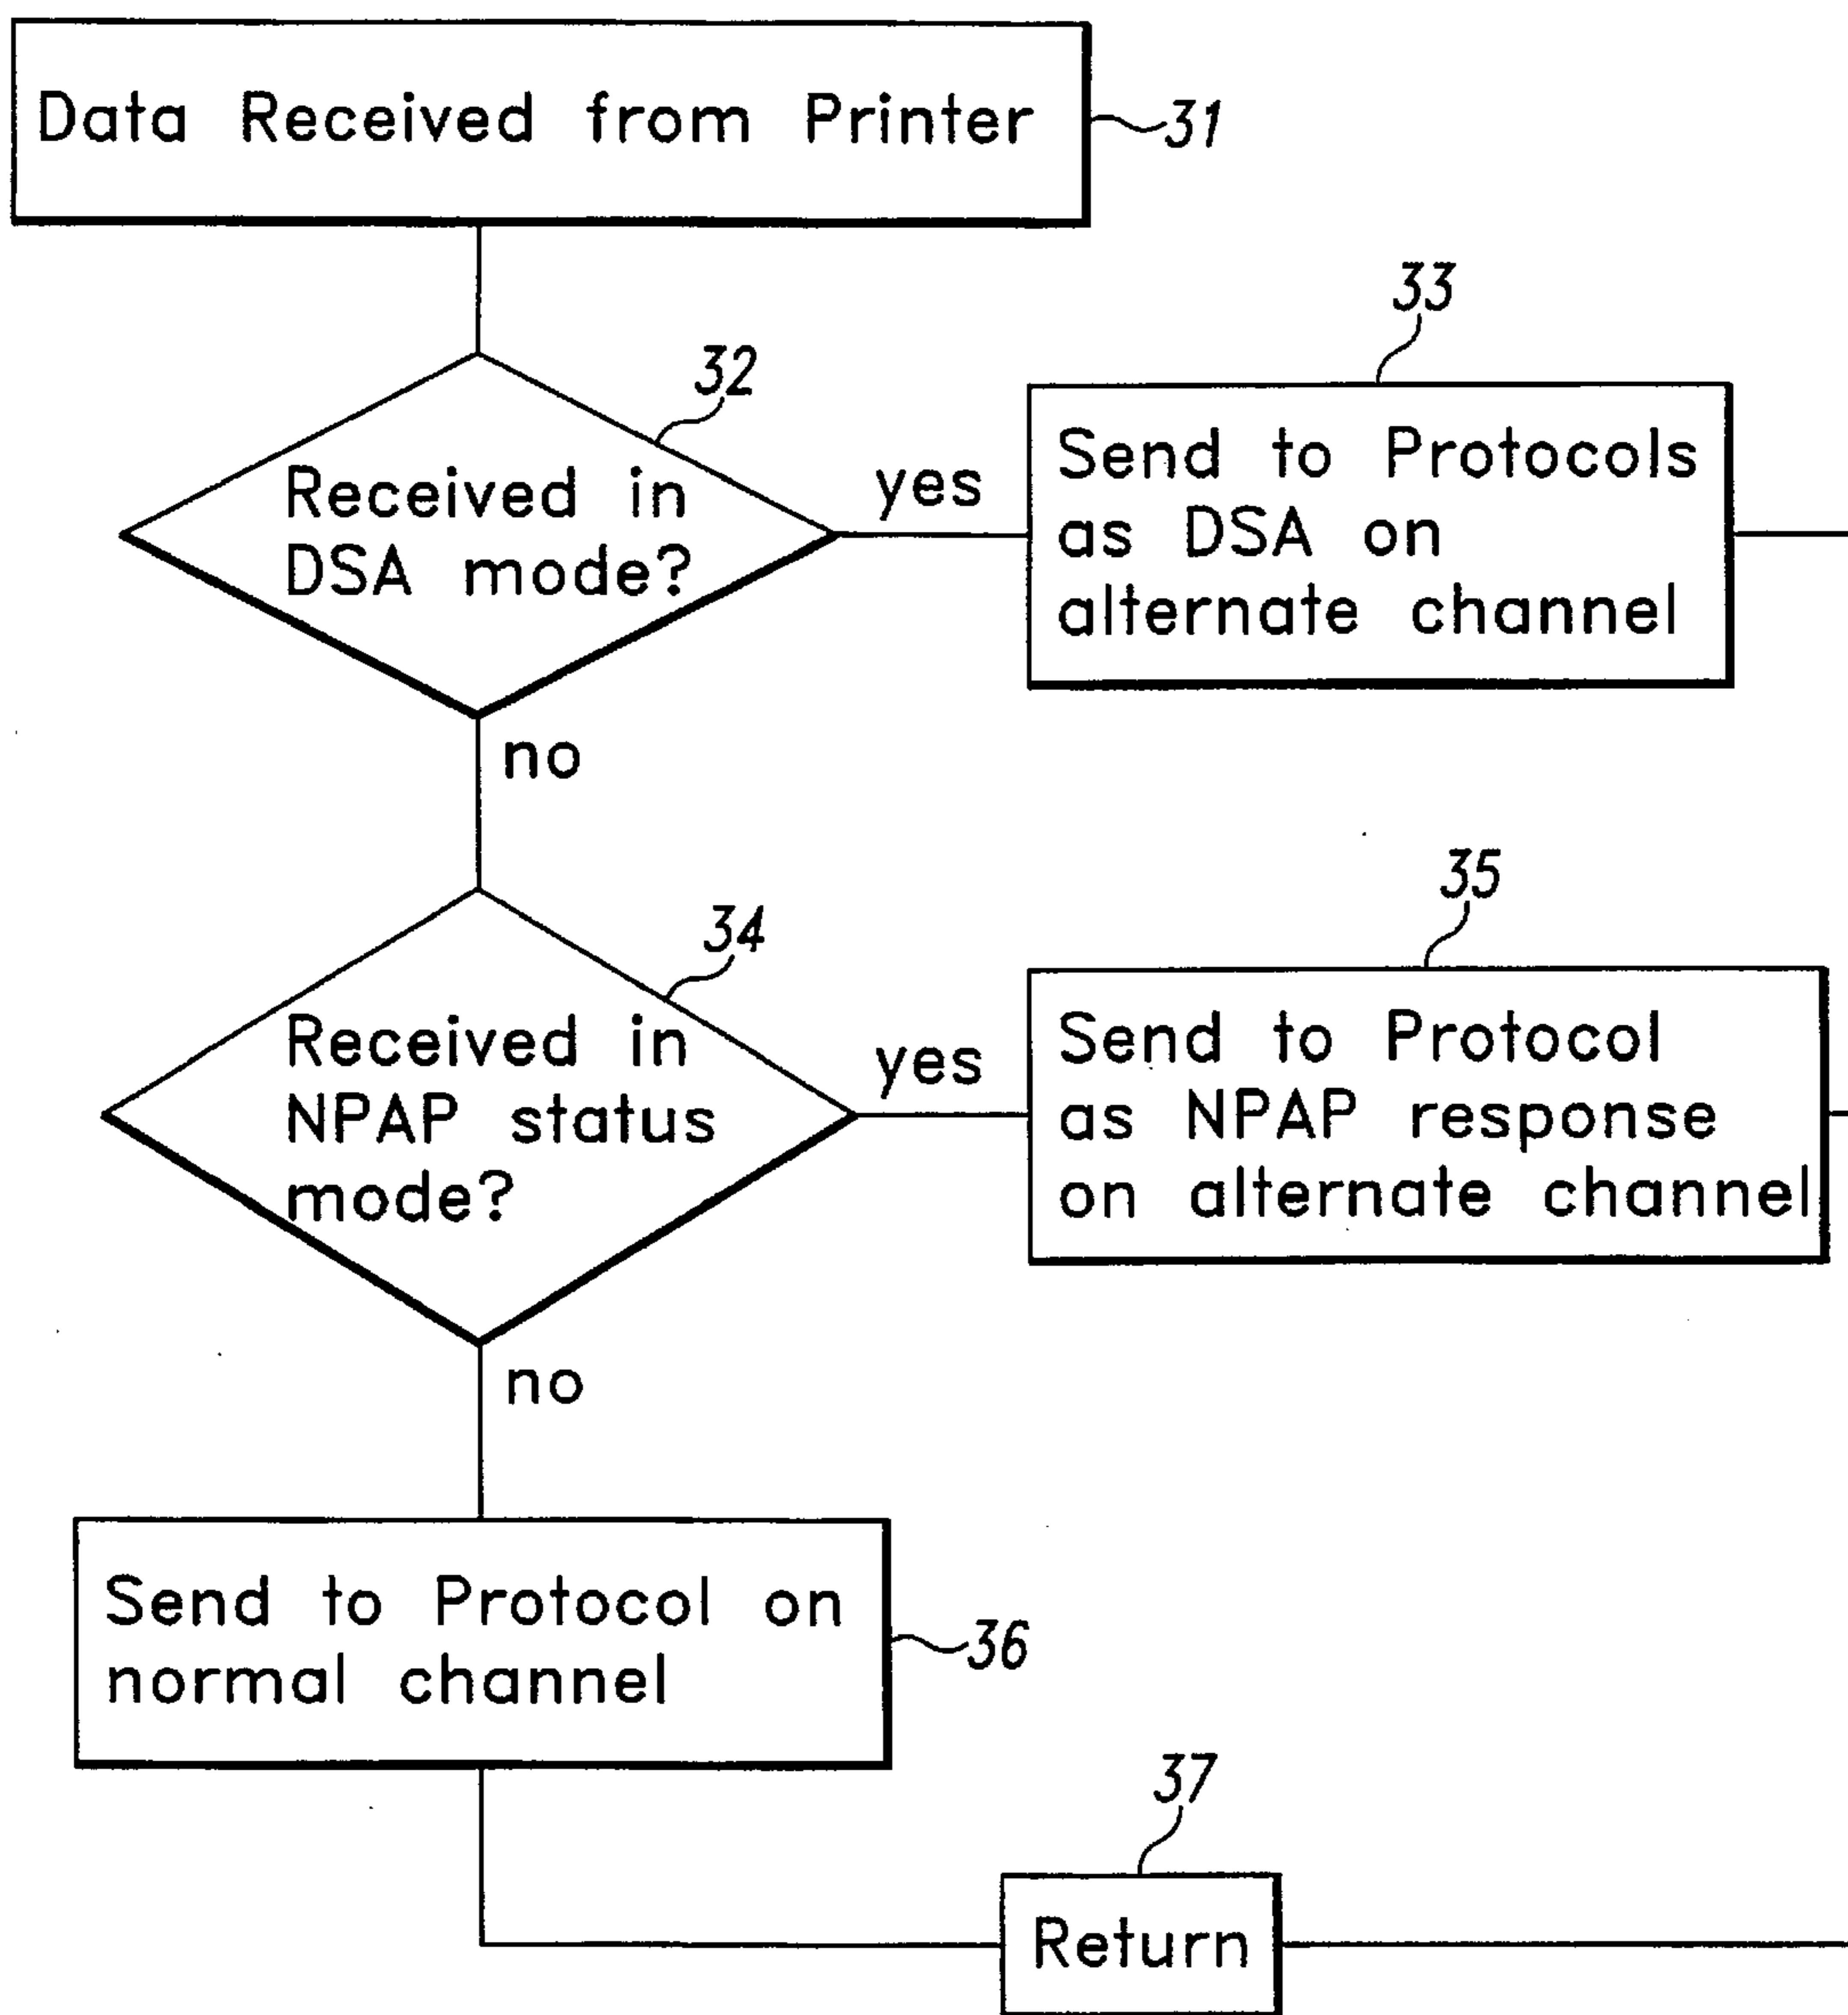 Data Received from Printer
31
32
Received in
DSA mode?
yes
33
Send to Protocols
as DSA on
alternate channel
no
34
Received in
NPAP status
mode?
yes
35
Send to Protocol
as NPAP response
on alternate channel
no
Send to Protocol on
normal channel
36
37
Return